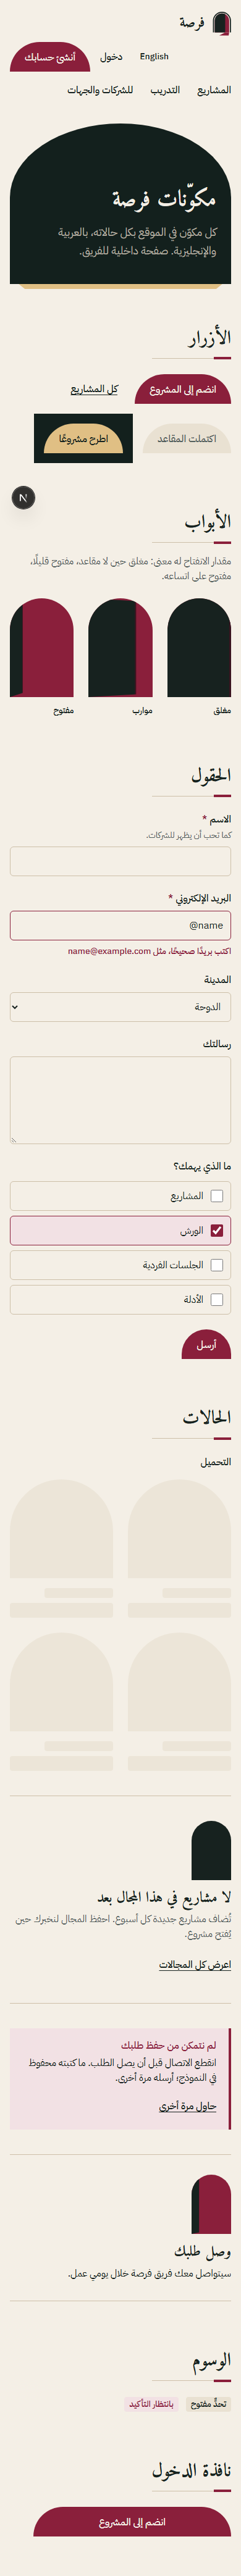 فرصة
English
دخول
أنشئ حسابك
المشاريع
التدريب
للشركات والجهات
مكوّنات فرصة
كل مكوّن في الموقع بكل حالاته، بالعربية
والإنجليزية. صفحة داخلية للفريق.
الأزرار
انضم إلى المشروع
كل المشاريع
اكتملت المقاعد
اطرح مشروعًا
N
الأبواب
مقدار الانفتاح له معنى: مغلق حين لا مقاعد، مفتوح قليلًا،
مفتوح على اتساعه.
مغلق
موارب
مفتوح
الحقول
الاسم *
كما تحب أن يظهر للشركات.
البريد الإلكتروني *
name@
اكتب بريدًا صحيحًا، مثل name@example.com
المدينة
الدوحة
رسالتك
ما الذي يهمك؟
المشاريع
الورش
الجلسات الفردية
الأدلة
أرسل
الحالات
التحميل
لا مشاريع في هذا المجال بعد
تُضاف مشاريع جديدة كل أسبوع. احفظ المجال لنخبرك حين
يُفتح مشروع.
اعرض كل المجالات
لم نتمكن من حفظ طلبك
انقطع الاتصال قبل أن يصل الطلب. ما كتبته محفوظ
في النموذج؛ أرسله مرة أخرى.
حاول مرة أخرى
وصل طلبك
سيتواصل معك فريق فرصة خلال يومي عمل.
الوسوم
تحدٍّ مفتوح
بانتظار التأكيد
نافذة الدخول
انضم إلى المشروع